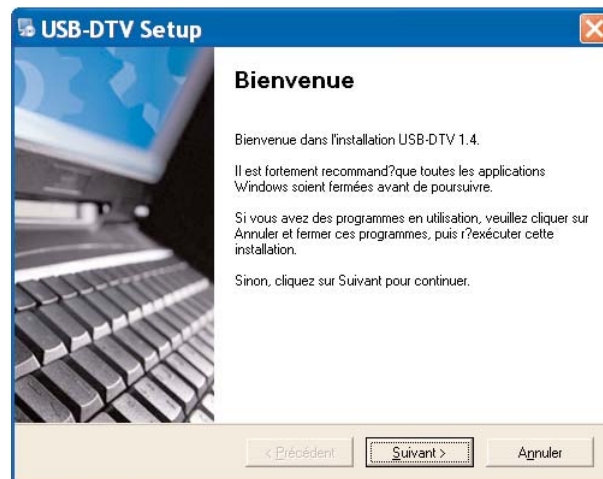 USB-DTV Setup
Bienvenue
Bienvenue dans l'installation USB-DTV 1.4.
Il est fortement recommand?que toutes les applications
Windows soient fermées avant de poursuivre.
Si vous avez des programmes en utilisation, veuillez cliquer sur
Annuler et fermer ces programmes, puis r?exécuter cette
installation.
Sinon, cliquez sur Suivant pour continuer.
< Précédent
Suivant >
Annuler